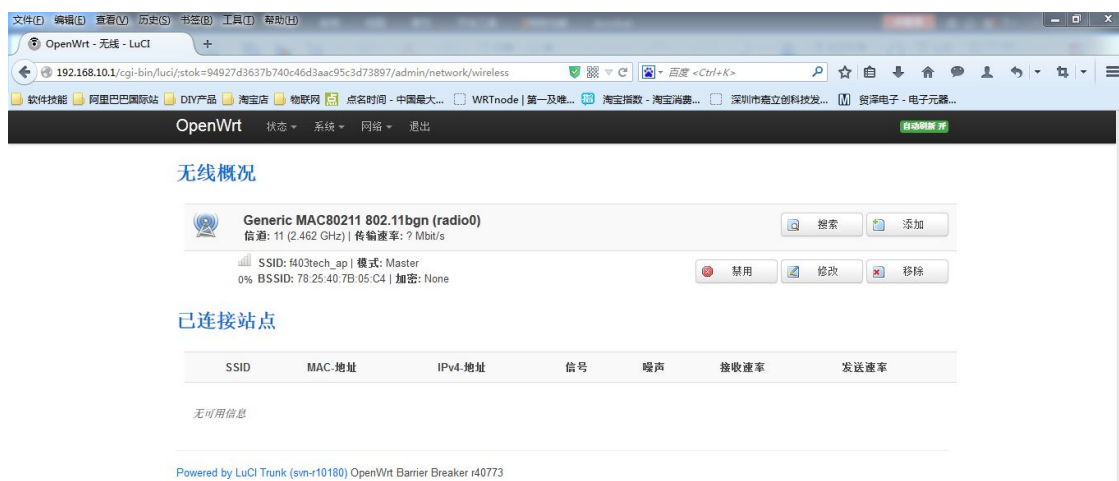 文件(F) 编辑(E) 查看(V) 历史(S) 书签(B) 工具(T) 帮助(H)
OpenWrt - 无线 - LuCI
192.168.10.1/cgi-bin/luci/;stok=94927d3637b740c46d3aac95c3d73897/admin/network/wireless 百度 <Ctrl+K>
软件技能 阿里巴巴国际站 DIY产品 淘宝店 物联网 点名时间 - 中国最大... WRTnode | 第一及唯... 淘宝指数 - 淘宝消费... 深圳市嘉立创科技发... 贸泽电子 - 电子元器...
OpenWrt 状态 系统 网络 退出 自动刷新 开
无线概况
Generic MAC80211 802.11bgn (radio0)
信道: 11 (2.462 GHz) | 传输速率: ? Mbit/s
搜索 添加
SSID: f403tech_ap | 模式: Master
0% BSSID: 78:25:40:7B:05:C4 | 加密: None
禁用 修改 移除
已连接站点
SSID MAC-地址 IPv4-地址 信号 噪声 接收速率 发送速率
无可用信息
Powered by LuCI Trunk (svn-r10180) OpenWrt Barrier Breaker r40773